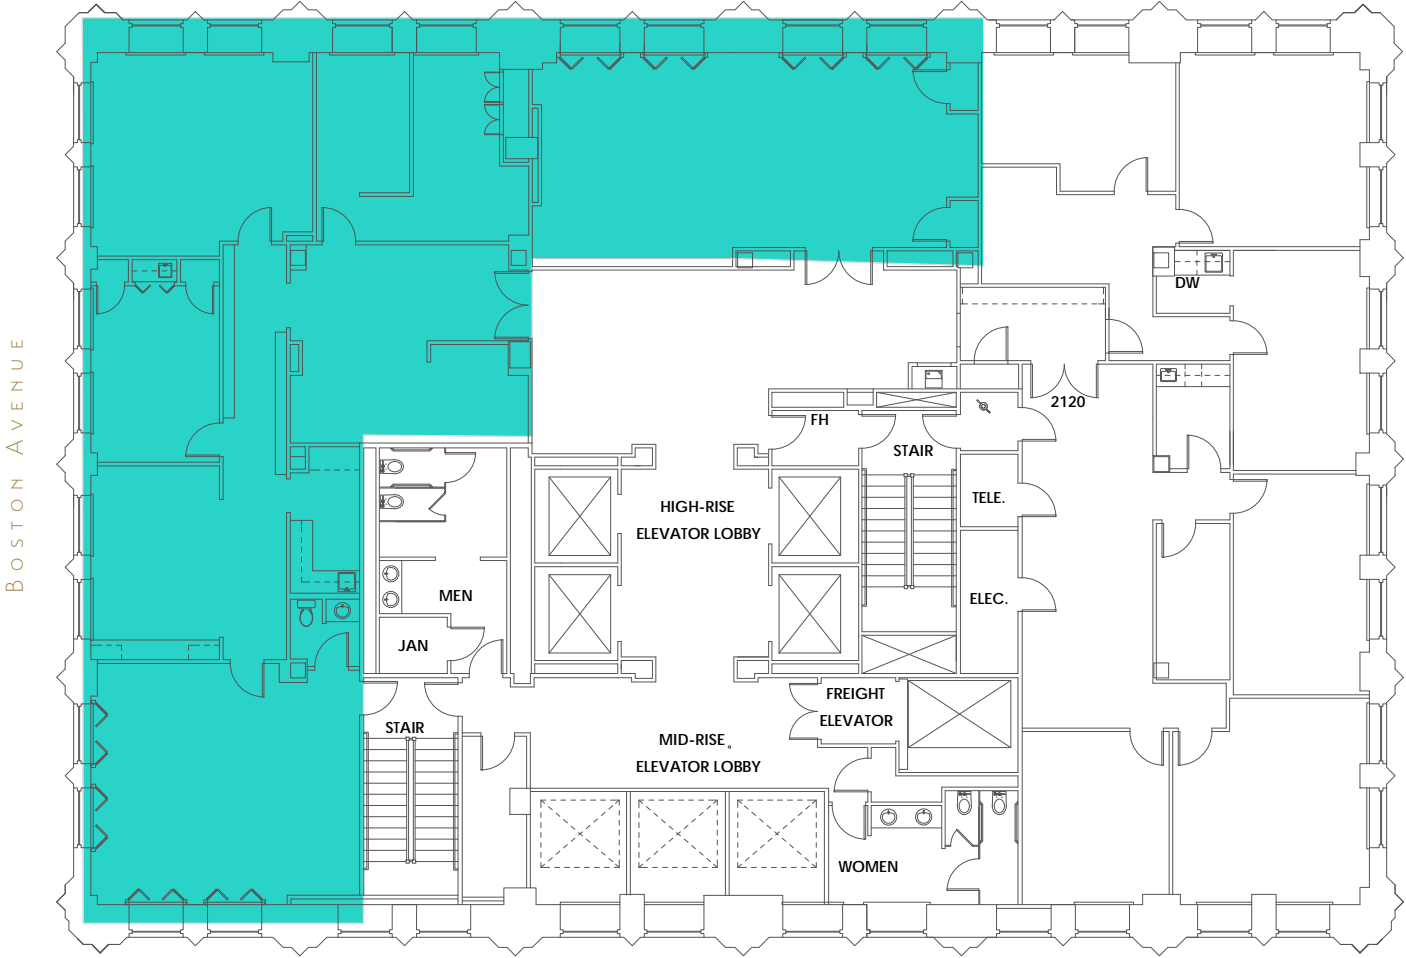 BOSTON AVENUE
DW
2120
FH
STAIR
TELE.
HIGH-RISE
ELEVATOR LOBBY
MEN
ELEC.
JAN
FREIGHT
ELEVATOR
STAIR
MID-RISE
ELEVATOR LOBBY
WOMEN